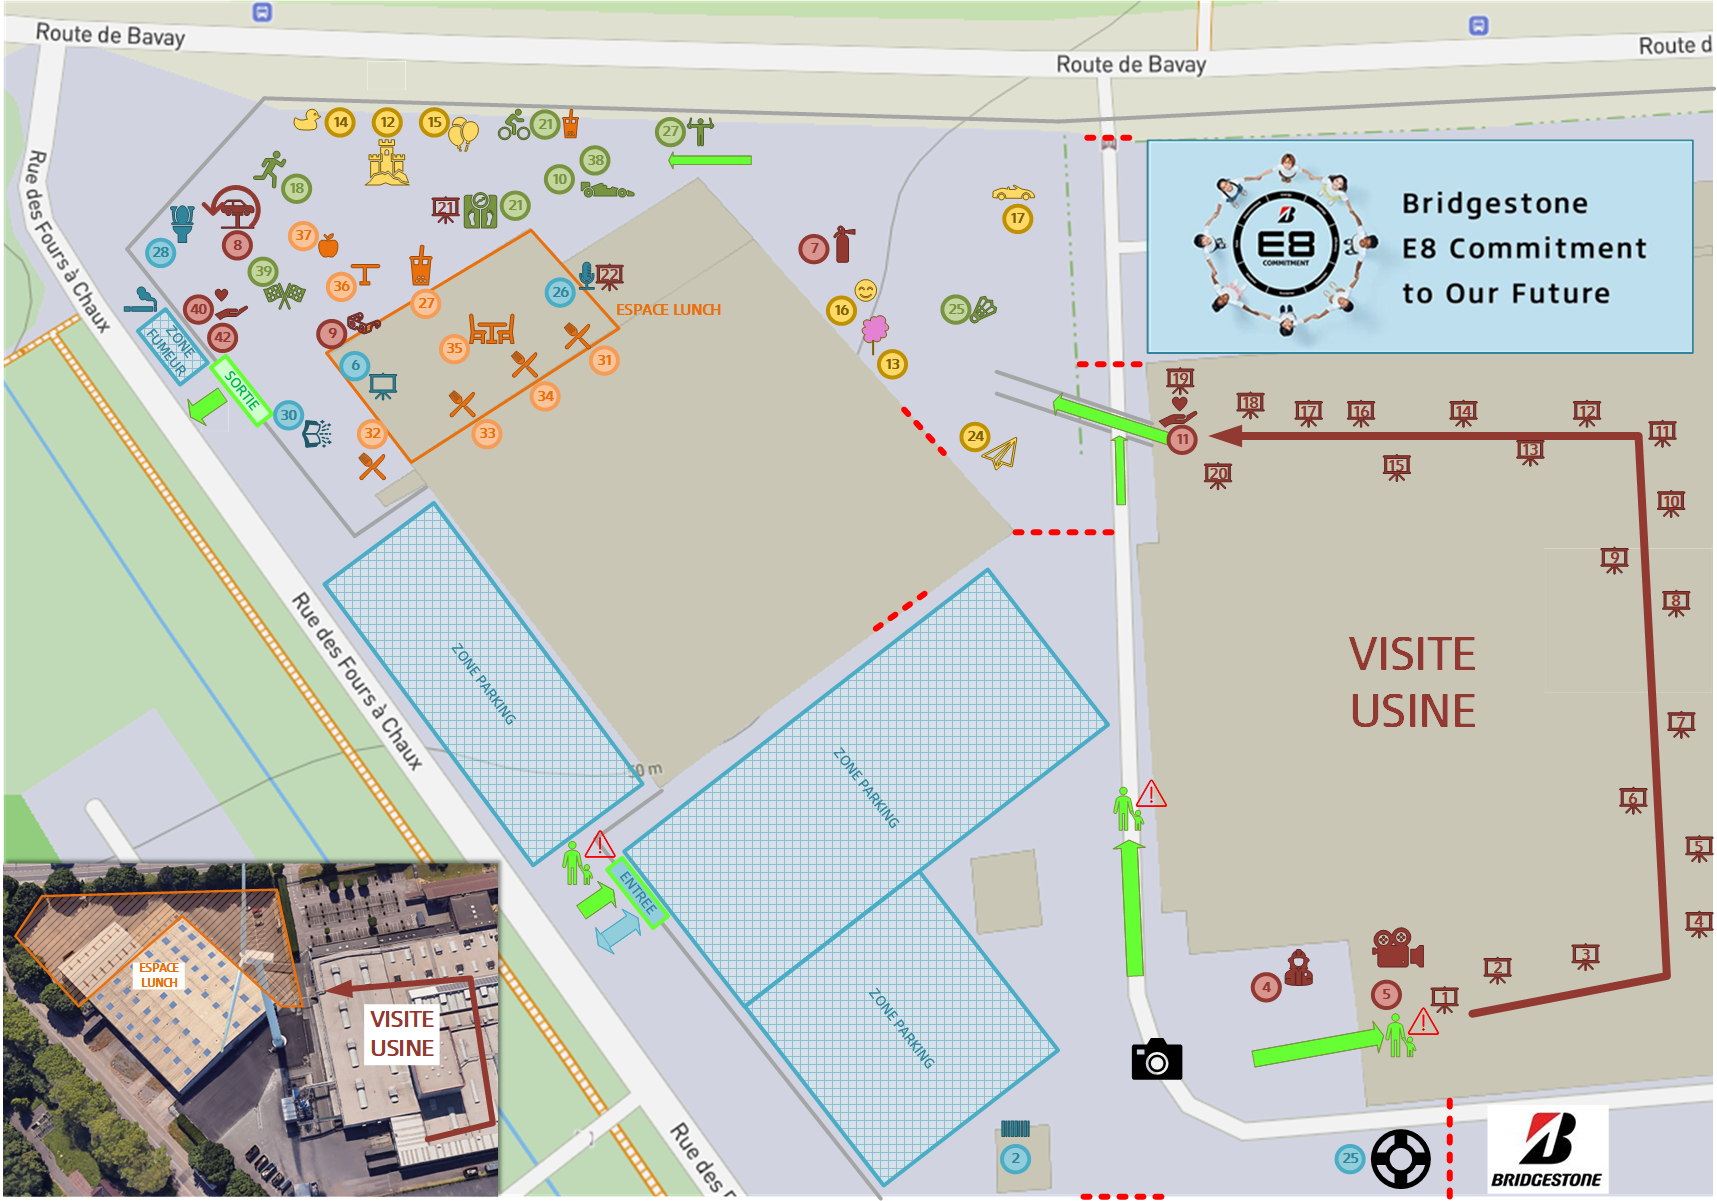 Route de Bavay
Route de Bavay
Route d
Rue des Fours à Chaux
14
12
15
21
27
38
10
18
21
21
37
28
8
39
36
27
26
22
ESPACE LUNCH
40
42
9
35
31
6
34
ZONE
FUMEUR
SORTIE
30
32
33
7
17
16
25
13
24
E8
COMMITMENT
Bridgestone
E8 Commitment
to Our Future
19
11
20
18
17
16
15
14
13
12
11
10
9
8
7
6
5
4
3
2
1
VISITE
USINE
Rue des Fours à Chaux
ZONE PARKING
ZONE PARKING
ZONE PARKING
0 m
ENTREE
4
5
ESPACE
LUNCH
VISITE
USINE
Rue des F
2
25
BRIDGESTONE